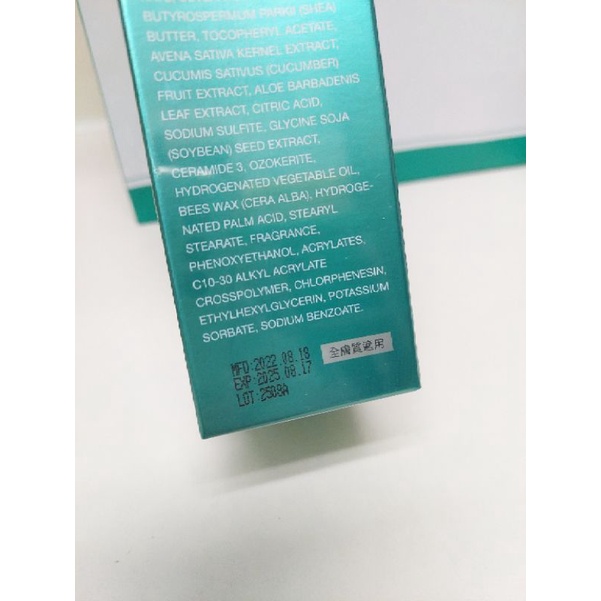 BUTYROSPERMUM PARKII (SHEA)
BUTTER, TOCOPHERYL ACETATE,
AVENA SATIVA KERNEL EXTRACT,
CUCUMIS SATIVUS (CUCUMBER)
FRUIT EXTRACT, ALOE BARBADENIS
LEAF EXTRACT, CITRIC ACID,
SODIUM SULFITE, GLYCINE SOJA
(SOYBEAN) SEED EXTRACT,
CERAMIDE 3, OZOKERITE,
HYDROGENATED VEGETABLE OIL,
BEES WAX (CERA ALBA), HYDROGE-
NATED PALM ACID, STEARYL
STEARATE, FRAGRANCE,
PHENOXYETHANOL, ACRYLATES,
C10-30 ALKYL ACRYLATE
CROSSPOLYMER, CHLORPHENESIN,
ETHYLHEXYLGLYCERIN, POTASSIUM
SORBATE, SODIUM BENZOATE.
MFD:2022.08.18
EXP:2025.08.17
LOT:2508A
全膚質適用